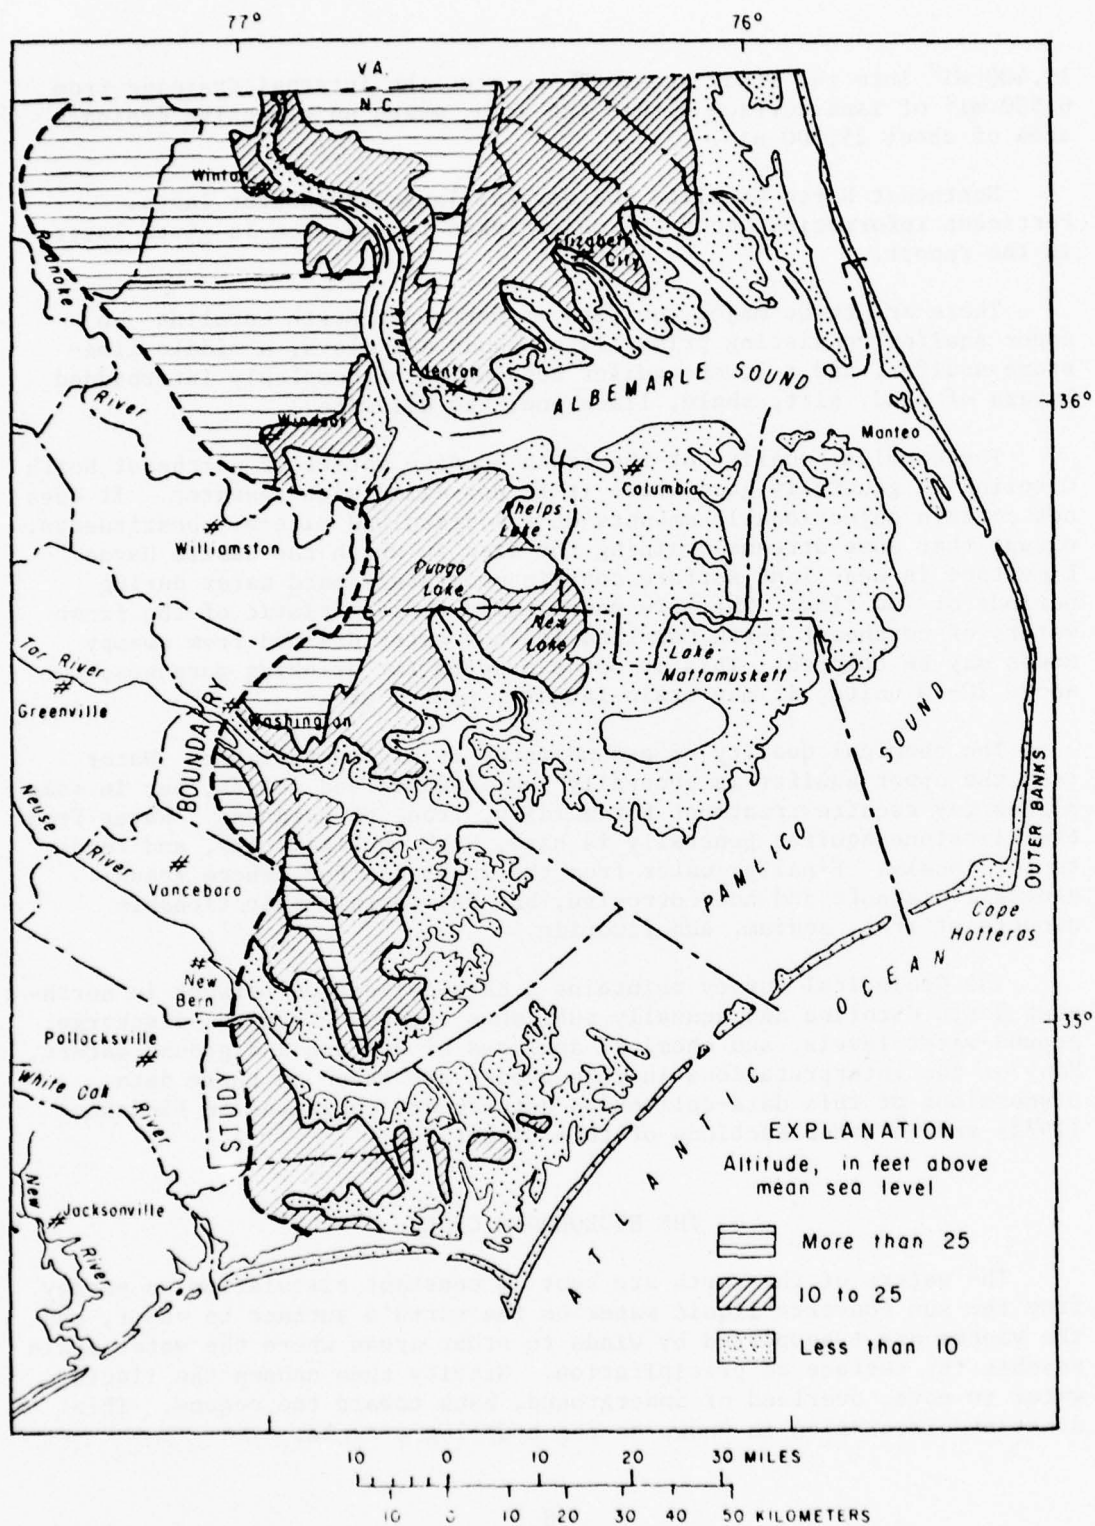 77°
76°
VA.
N.C.
Winton
Chowan
River
Roanoke
River
Elizabeth
City
Edenton
ALBEMARLE SOUND
36°
Windsor
Manteo
Columbia
Phelps
Lake
Williamston
Pungo
Lake
New
Lake
Lake
Mattamuskett
Tar River
Greenville
Washington
STUDY BOUNDARY
Neuse River
Vanceboro
PAMLICO SOUND
OUTER BANKS
Cape
Hatteras
New
Bern
ATLANTIC OCEAN
35°
Pollocksville
White Oak River
Jacksonville
New River
EXPLANATION
Altitude, in feet above
mean sea level
More than 25
10 to 25
Less than 10
10 0 10 20 30 MILES
10 0 10 20 30 40 50 KILOMETERS